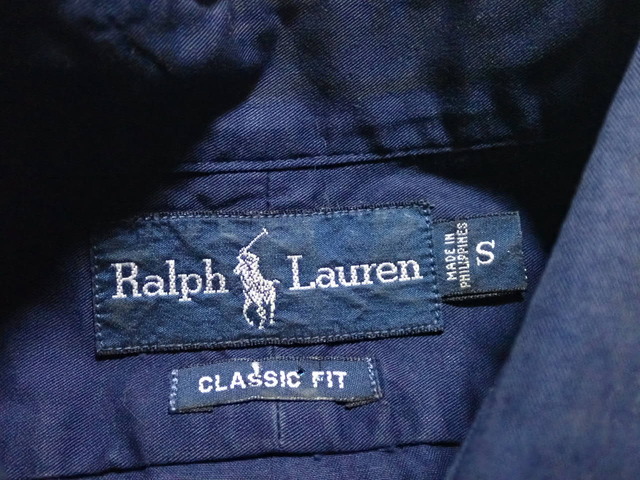 Ralph Lauren
MADE IN
PHILIPPINES
S
CLASSIC FIT